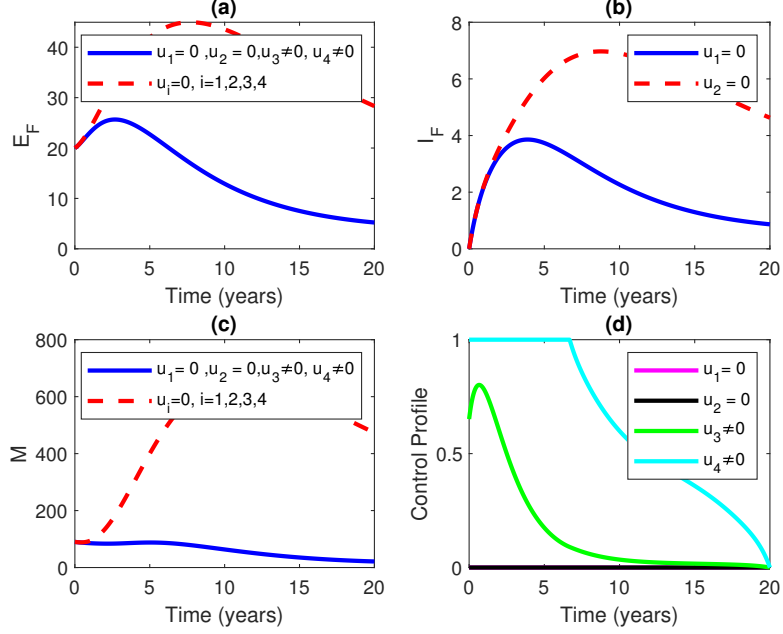 (a)
40
30
20
10
0
E_F
u_1= 0 ,u_2 = 0,u_3≠0, u_4≠0
u_i=0, i=1,2,3,4
0 5 10 15 20
Time (years)
(b)
8
6
4
2
0
I_F
u_1 = 0
u_2 = 0
0 5 10 15 20
Time (years)
(c)
800
600
400
200
0
M
u_1= 0 ,u_2 = 0,u_3≠0, u_4≠0
u_i=0, i=1,2,3,4
0 5 10 15 20
Time (years)
(d)
1
0.5
0
Control Profile
u_1 = 0
u_2 = 0
u_3≠0
u_4≠0
0 5 10 15 20
Time (years)